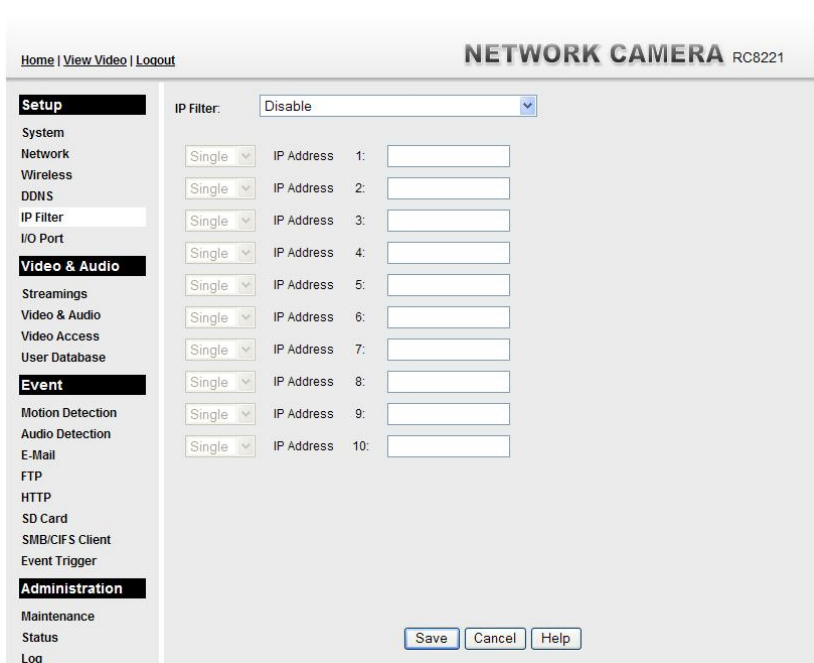 Home | View Video | Logout
NETWORK CAMERA RC8221
Setup
System
Network
Wireless
DDNS
IP Filter
I/O Port
Video & Audio
Streamings
Video & Audio
Video Access
User Database
Event
Motion Detection
Audio Detection
E-Mail
FTP
HTTP
SD Card
SMB/CIFS Client
Event Trigger
Administration
Maintenance
Status
Log
IP Filter: Disable
Single IP Address 1:
Single IP Address 2:
Single IP Address 3:
Single IP Address 4:
Single IP Address 5:
Single IP Address 6:
Single IP Address 7:
Single IP Address 8:
Single IP Address 9:
Single IP Address 10:
Save Cancel Help